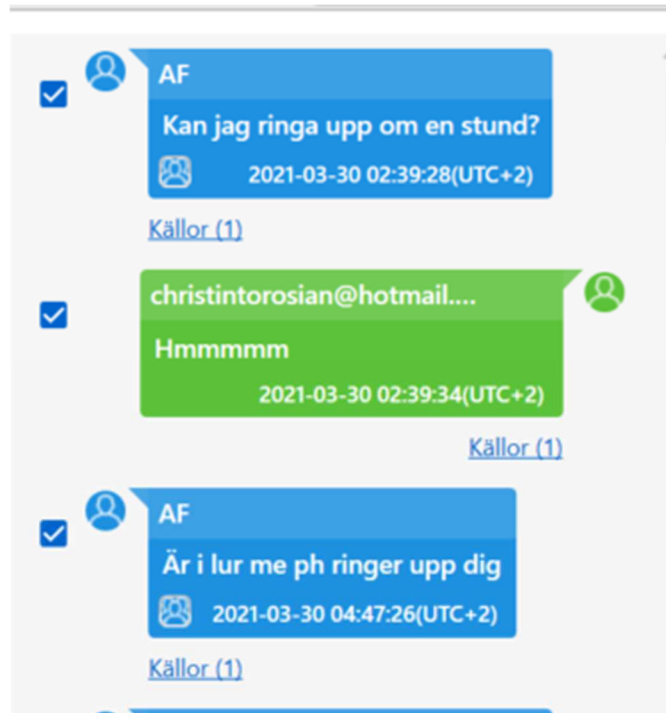 AF
Kan jag ringa upp om en stund?
2021-03-30 02:39:28(UTC+2)
Källor (1)
christintorosian@hotmail....
Hmmmmm
2021-03-30 02:39:34(UTC+2)
Källor (1)
AF
Är i lur me ph ringer upp dig
2021-03-30 04:47:26(UTC+2)
Källor (1)